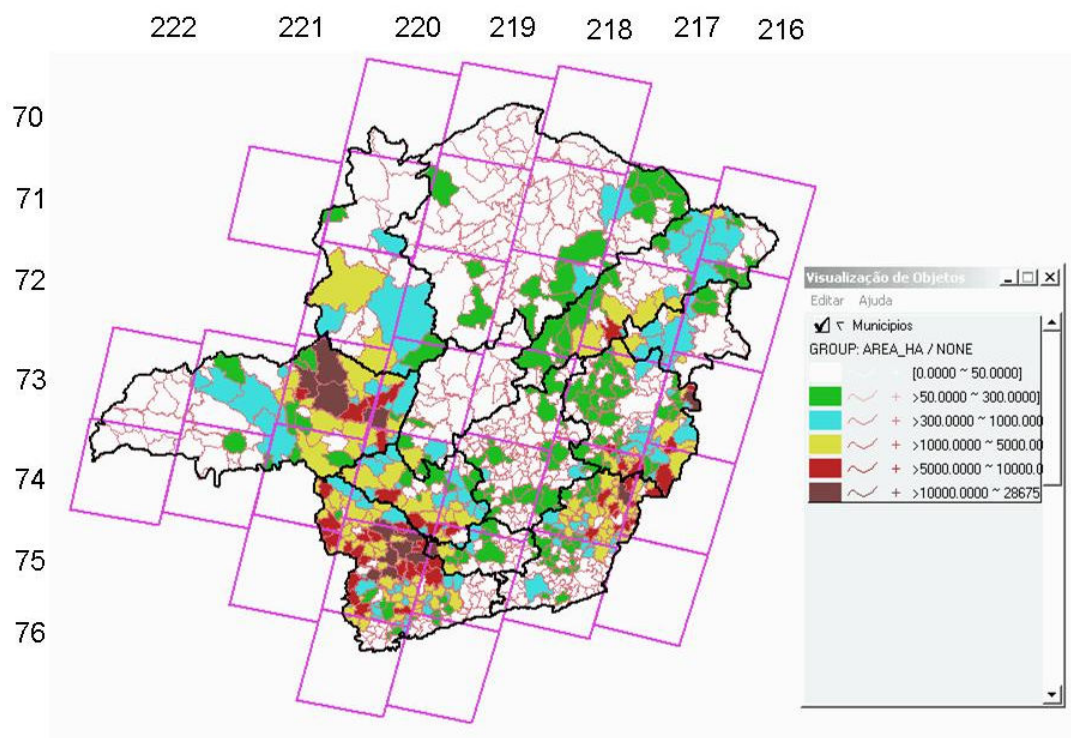 222 221 220 219 218 217 216
70
71
72
73
74
75
76
Visualização de Objetos
Editar Ajuda
Municipios
GROUP: AREA_HA / NONE
[0.0000 ~ 50.0000]
>50.0000 ~ 300.0000]
>300.0000 ~ 1000.000
>1000.0000 ~ 5000.00
>5000.0000 ~ 10000.0
>10000.0000 ~ 28675